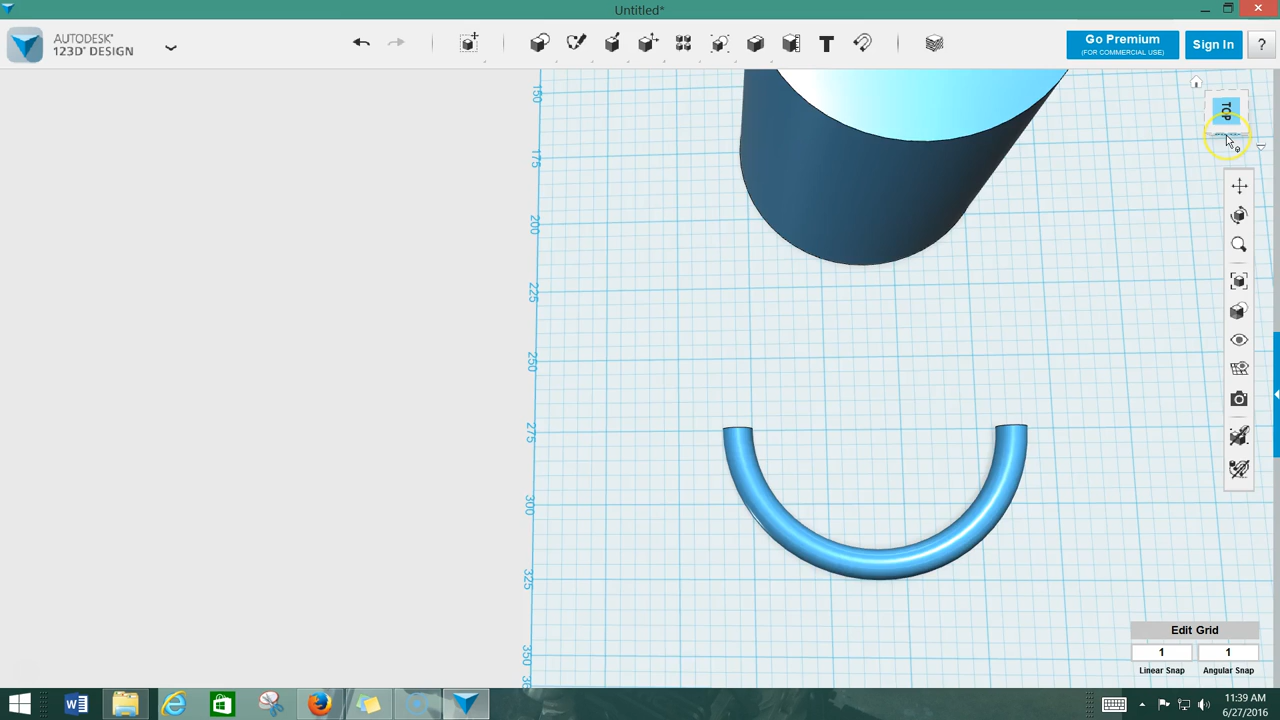 Untitled*
AUTODESK®
123D® DESIGN
T
Go Premium
(FOR COMMERCIAL USE)
Sign In
?
TOP
150
175
200
225
250
275
300
325
350
Edit Grid
1
1
Linear Snap
Angular Snap
11:39 AM
6/27/2016